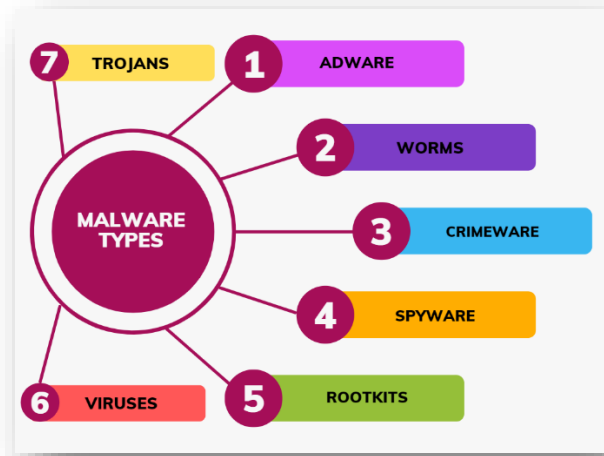 7 TROJANS
1 ADWARE
2 WORMS
MALWARE
TYPES
3 CRIMEWARE
4 SPYWARE
5 ROOTKITS
6 VIRUSES